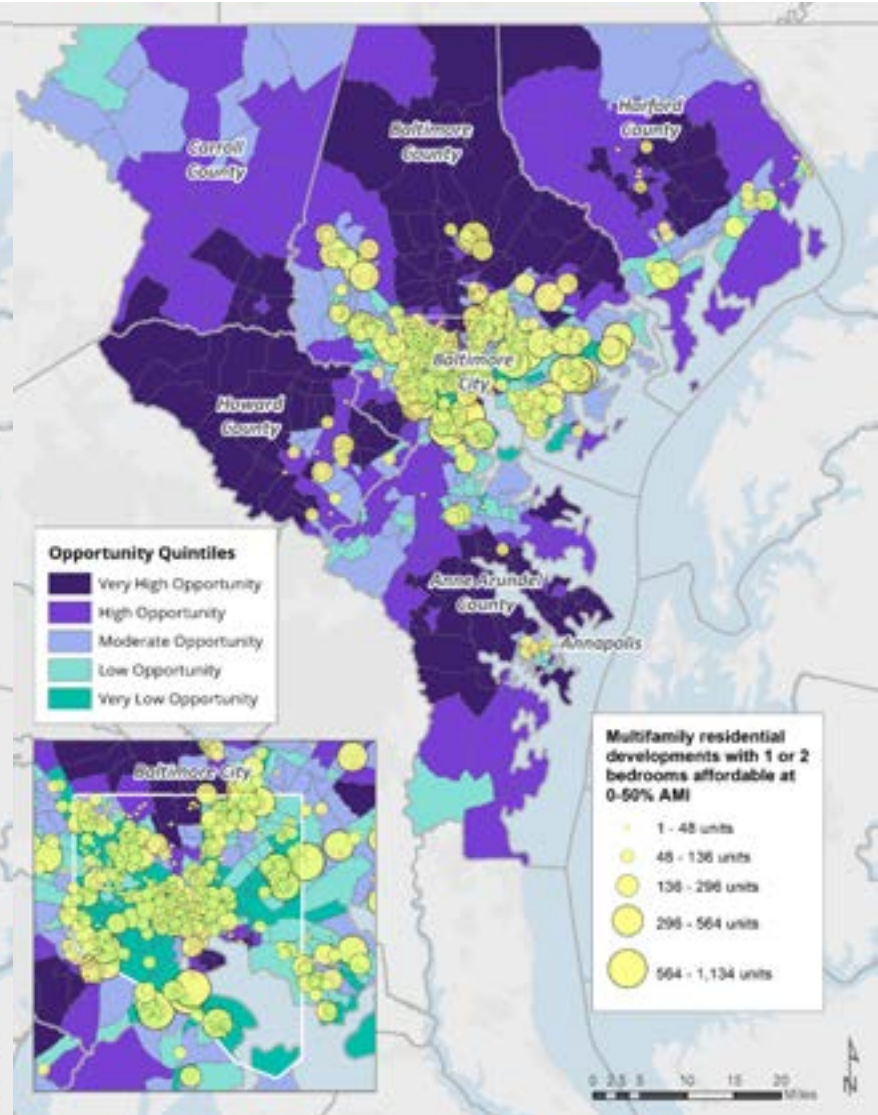 Harford
County
Baltimore
County
Carroll
County
Baltimore
City
Howard
County
Opportunity Quintiles
Very High Opportunity
High Opportunity
Moderate Opportunity
Low Opportunity
Very Low Opportunity
Anne Arundel
County
Annapolis
Multifamily residential
developments with 1 or 2
bedrooms affordable at
0-50% AMI
1 - 48 units
48 - 136 units
136 - 296 units
296 - 564 units
564 - 1,134 units
Baltimore City
0 2.5 5 10 15 20
Miles
N